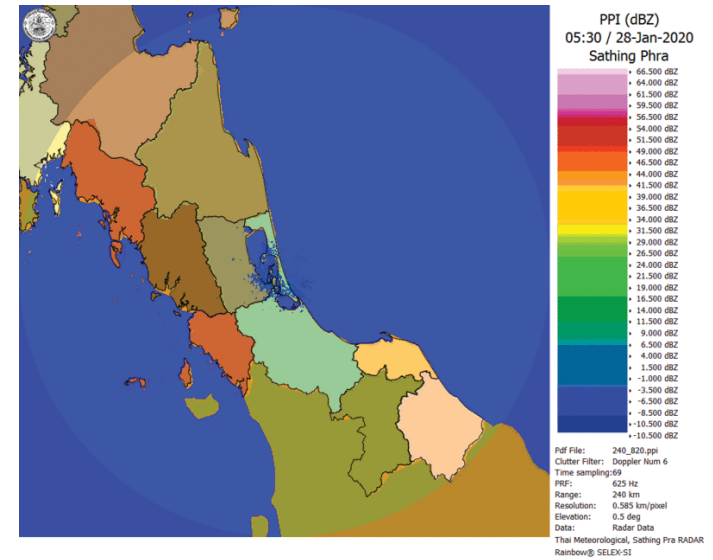 PPI (dBZ)
05:30 / 28-Jan-2020
Sathing Phra
66.500 dBZ
64.000 dBZ
61.500 dBZ
59.500 dBZ
56.500 dBZ
54.000 dBZ
51.500 dBZ
49.000 dBZ
46.500 dBZ
44.000 dBZ
41.500 dBZ
39.000 dBZ
36.500 dBZ
34.000 dBZ
31.500 dBZ
29.000 dBZ
26.500 dBZ
24.000 dBZ
21.500 dBZ
19.000 dBZ
16.500 dBZ
14.000 dBZ
11.500 dBZ
9.000 dBZ
6.500 dBZ
4.000 dBZ
1.500 dBZ
-1.000 dBZ
-3.500 dBZ
-6.500 dBZ
-8.500 dBZ
-10.500 dBZ
-10.500 dBZ
Pdf File: 240_820.ppi
Clutter Filter: Doppler Num 6
Time sampling:69
PRF: 625 Hz
Range: 240 km
Resolution: 0.585 km/pixel
Elevation: 0.5 deg
Data: Radar Data
Thai Meteorological, Sathing Pra RADAR
Rainbow® SELEX-SI